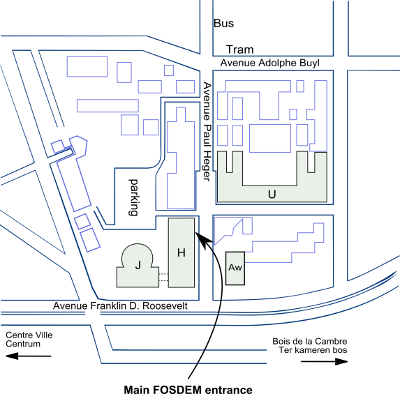 Bus
Tram
Avenue Adolphe Buyl
Avenue Paul Heger
parking
U
J
H
Aw
Avenue Franklin D. Roosevelt
Centre Ville
Centrum
Bois de la Cambre
Ter kameren bos
Main FOSDEM entrance